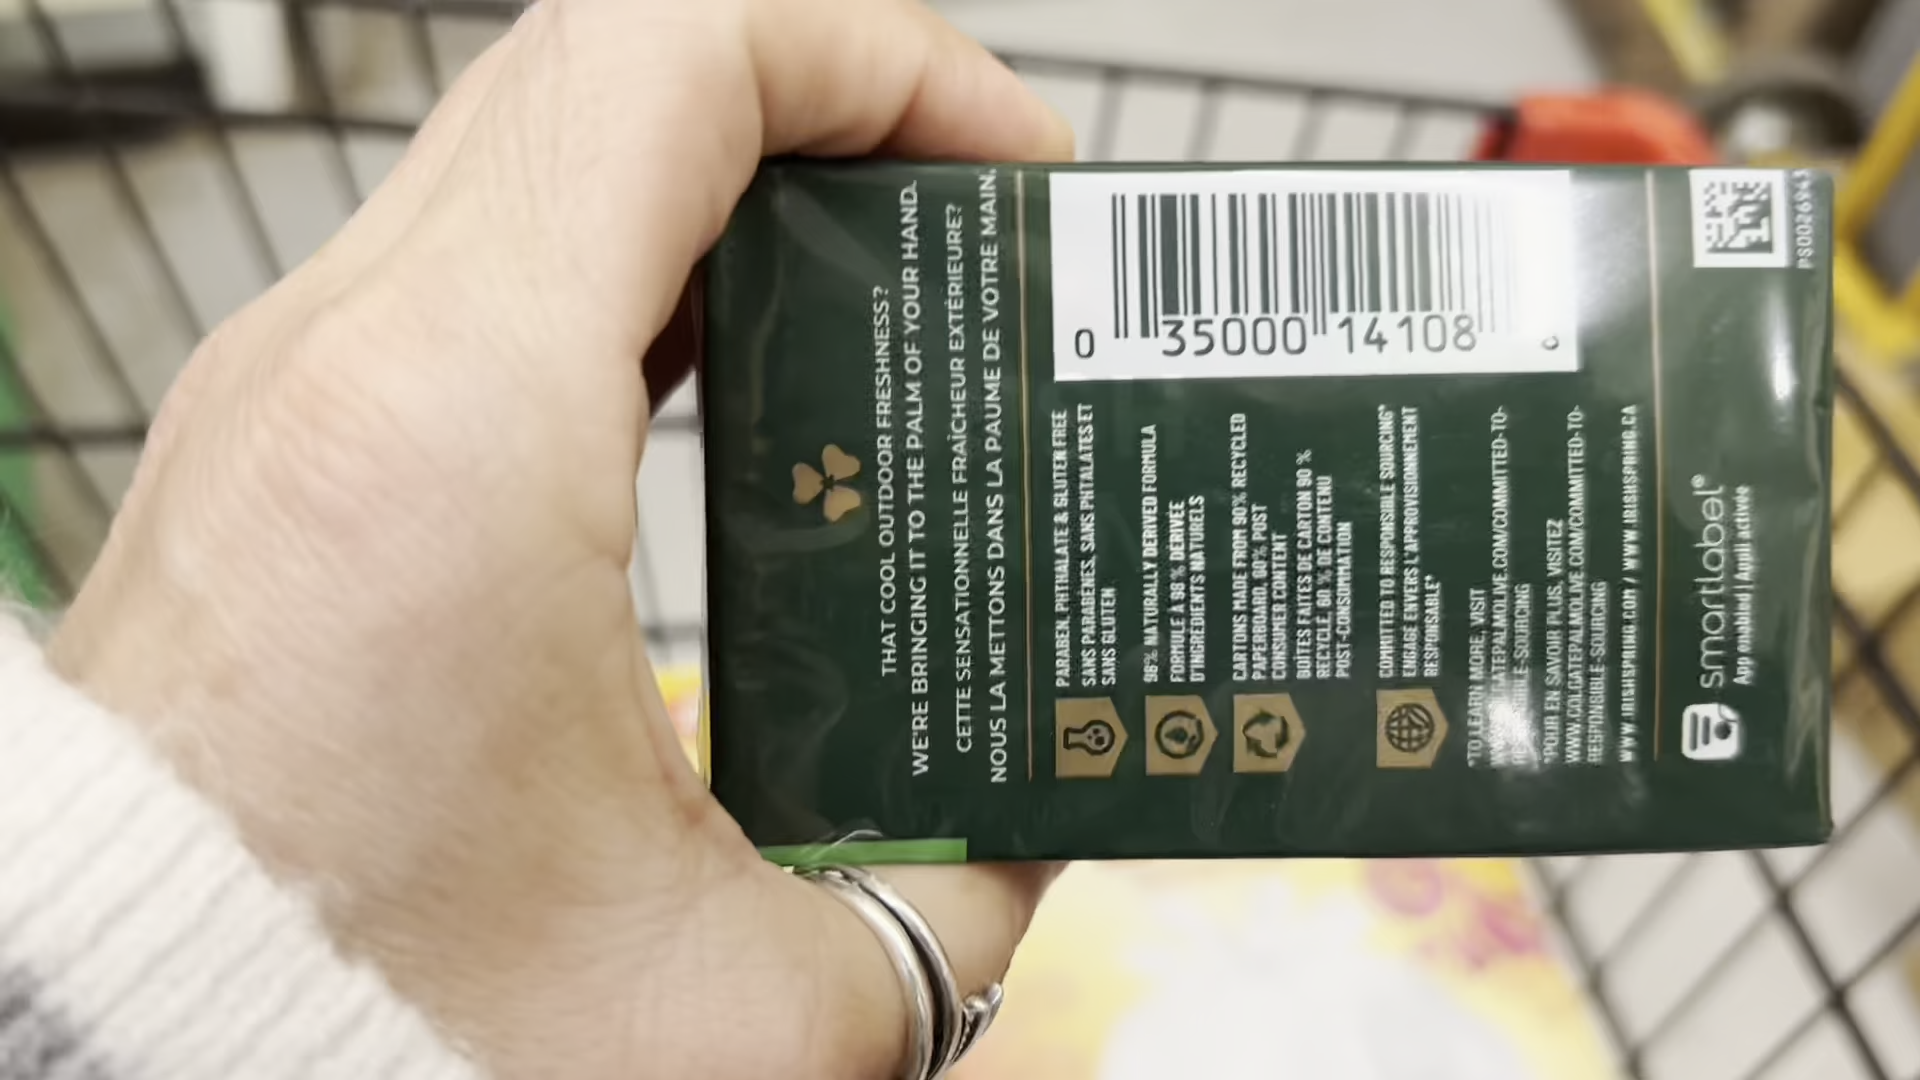 THAT COOL OUTDOOR FRESHNESS?
WE'RE BRINGING IT TO THE PALM OF YOUR HAND.
CETTE SENSATIONNELLE FRAÎCHEUR EXTÉRIEURE?
NOUS LA METTONS DANS LA PAUME DE VOTRE MAIN.
0 35000 14108
PARABEN, PHTHALATE & GLUTEN FREE
SANS PARABÈNES, SANS PHTALATES ET
SANS GLUTEN
98% NATURALLY DERIVED FORMULA
FORMULE À 98 % DÉRIVÉE
D'INGRÉDIENTS NATURELS
CARTONS MADE FROM 90% RECYCLED
PAPERBOARD, 60% POST
CONSUMER CONTENT
BOÎTES FAITES DE CARTON 90 %
RECYCLÉ, 60 % DE CONTENU
POST-CONSOMMATION
COMMITTED TO RESPONSIBLE SOURCING*
ENGAGÉ ENVERS L'APPROVISIONNEMENT
RESPONSABLE*
*TO LEARN MORE, VISIT
COLGATEPALMOLIVE.COM/COMMITTED-TO-
SOURCING
*POUR EN SAVOIR PLUS, VISITEZ
WWW.COLGATEPALMOLIVE.COM/COMMITTED-TO-
RESPONSIBLE-SOURCING
WWW.IRISHSPRING.COM / WWW.IRISHSPRING.CA
smartlabel®
App enabled | Appli activée